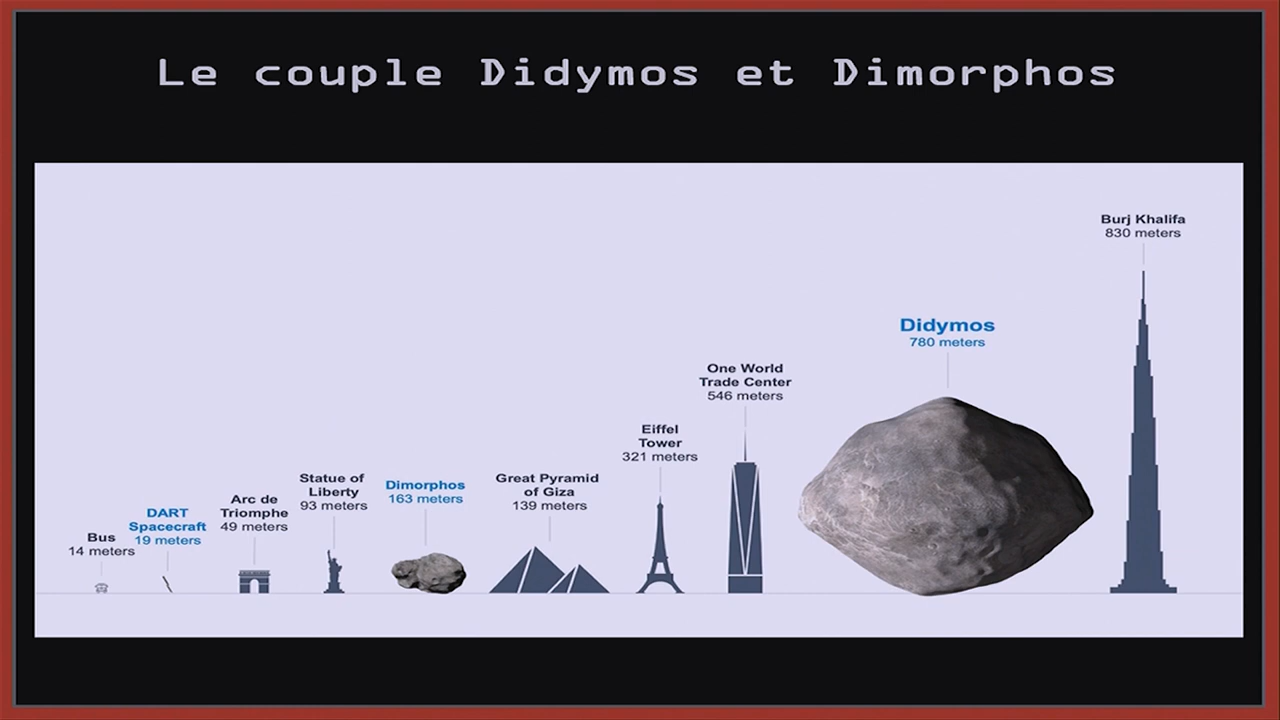 Le couple Didymos et Dimorphos
Bus
14 meters
DART
Spacecraft
19 meters
Arc de
Triomphe
49 meters
Statue of
Liberty
93 meters
Dimorphos
163 meters
Great Pyramid
of Giza
139 meters
Eiffel
Tower
321 meters
One World
Trade Center
546 meters
Didymos
780 meters
Burj Khalifa
830 meters